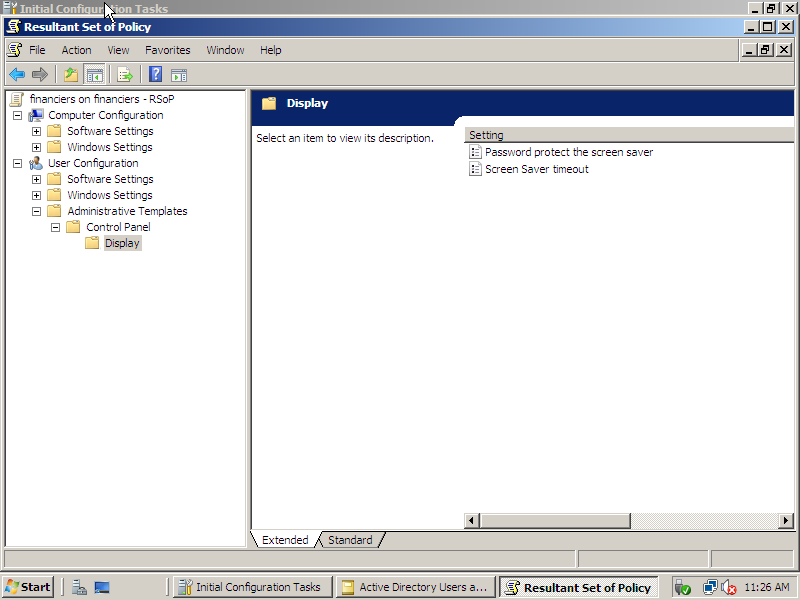 Initial Configuration Tasks
Resultant Set of Policy
File Action View Favorites Window Help
financiers on financiers - RSoP
Computer Configuration
Software Settings
Windows Settings
User Configuration
Software Settings
Windows Settings
Administrative Templates
Control Panel
Display
Display
Select an item to view its description.
Setting
Password protect the screen saver
Screen Saver timeout
Extended Standard
Start Initial Configuration Tasks Active Directory Users a... Resultant Set of Policy 11:26 AM